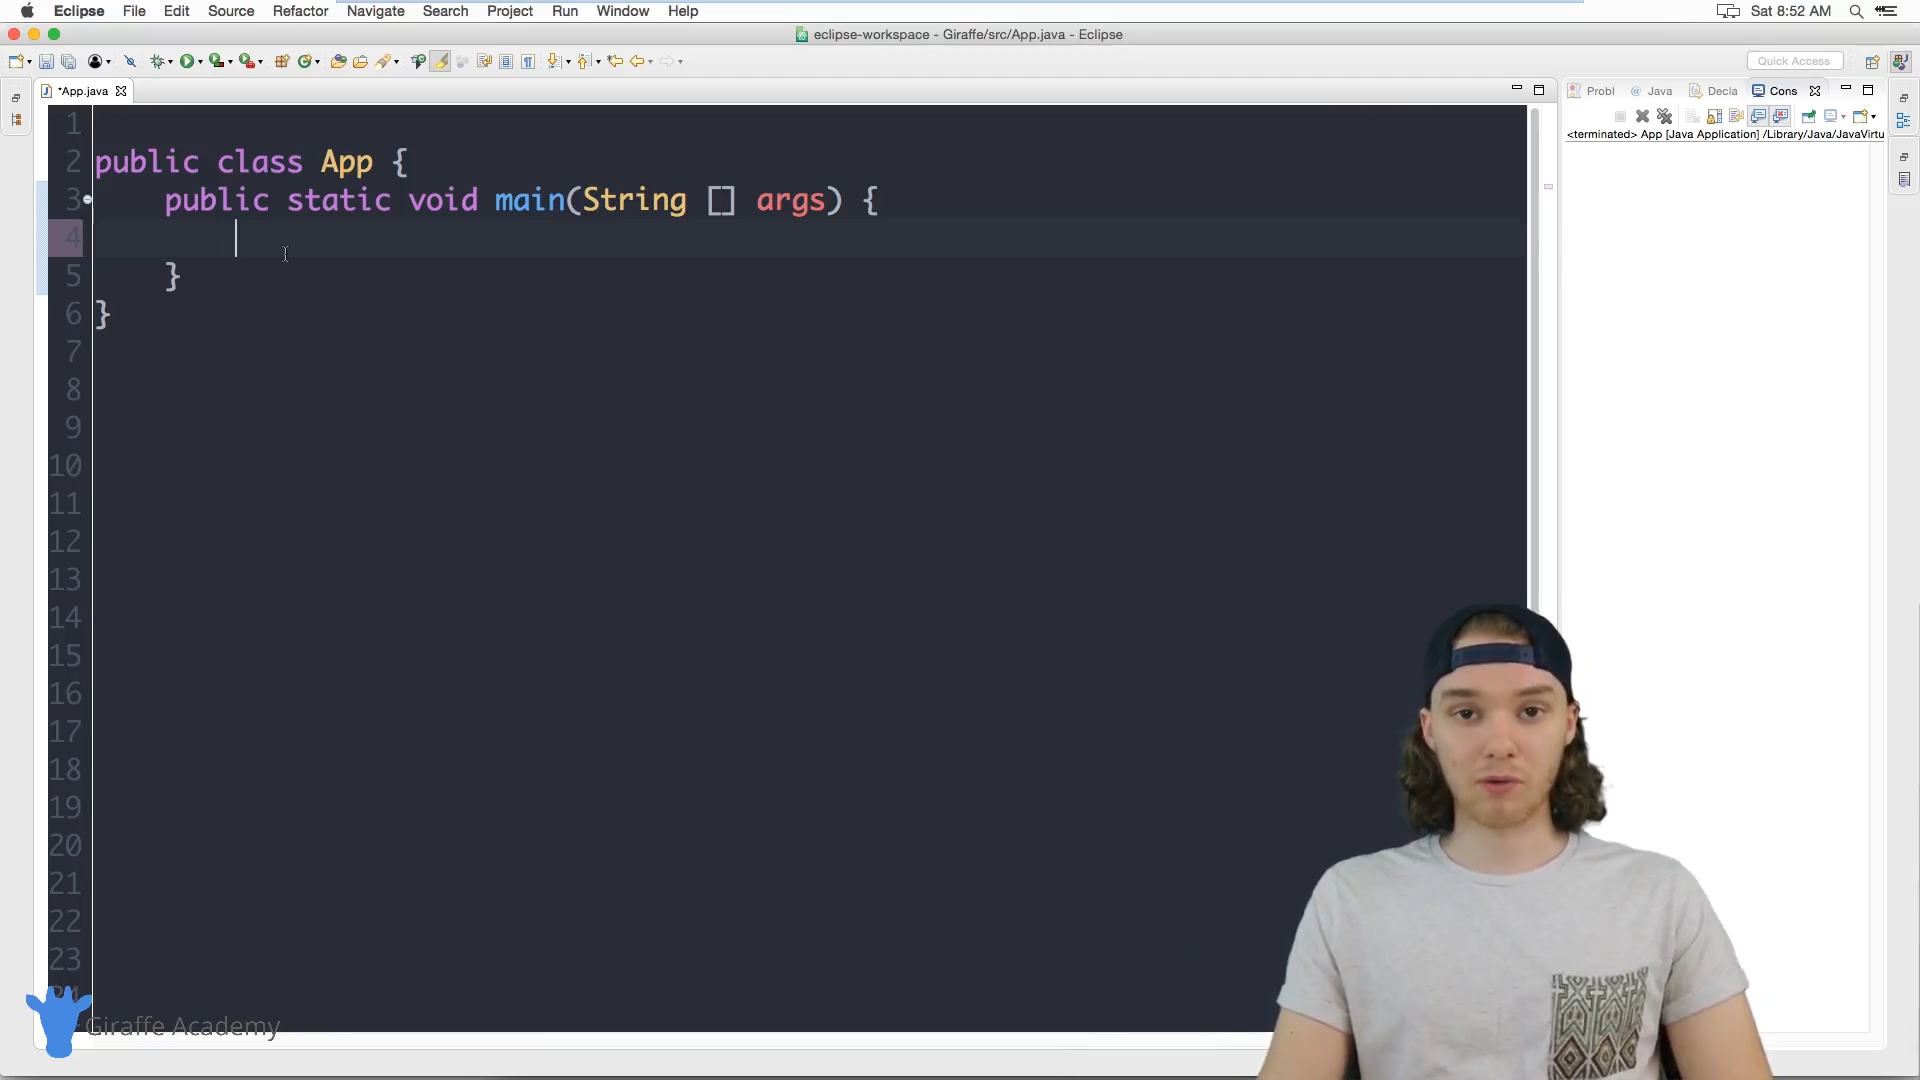 Eclipse File Edit Source Refactor Navigate Search Project Run Window Help Sat 8:52 AM
eclipse-workspace - Giraffe/src/App.java - Eclipse
Quick Access
*App.java Probl @ Java Decla Cons
<terminated> App [Java Application] /Library/Java/JavaVirtu
1
2 public class App {
3 public static void main(String [] args) {
4
5 }
6 }
7
8
9
10
11
12
13
14
15
16
17
18
19
20
21
22
23
Giraffe Academy